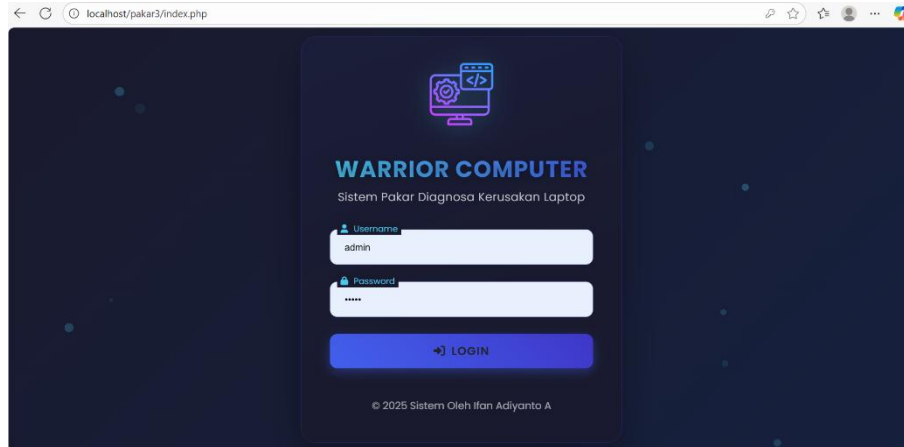 localhost/pakar3/index.php
</>
WARRIOR COMPUTER
Sistem Pakar Diagnosa Kerusakan Laptop
Username
admin
Password
•••••
LOGIN
© 2025 Sistem Oleh Ifan Adiyanto A